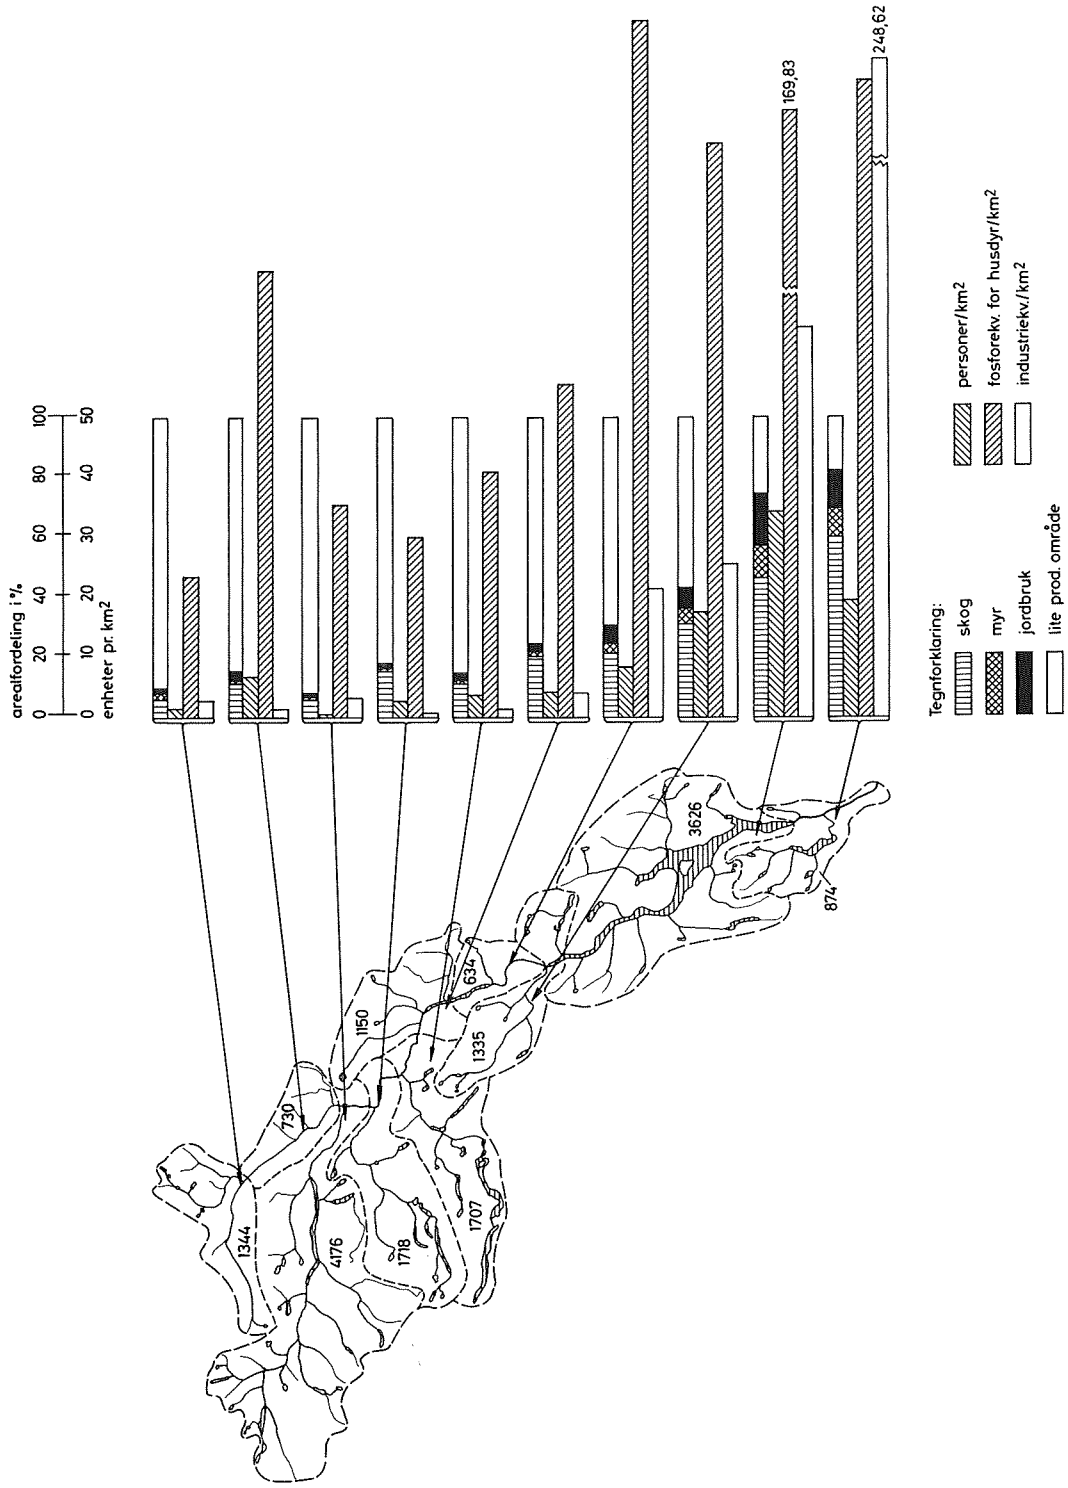 arealfordeling i %
0 20 40 60 80 100
0 10 20 30 40 50
enheter pr. km²
169,83
248,62
1344
730
4176
1718
1707
1150
634
1335
3626
874
Tegnforklaring:
skog
myr
jordbruk
lite prod. område
personer/km²
fosforekv. for husdyr/km²
industriekv./km²